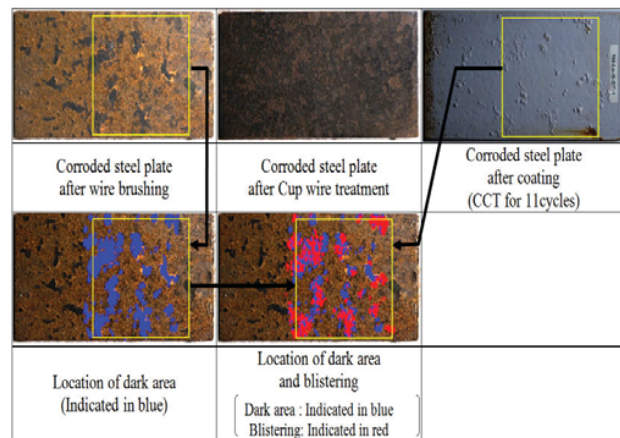 Corroded steel plate
after wire brushing
Corroded steel plate
after Cup wire treatment
Corroded steel plate
after coating
(CCT for 11cycles)
Location of dark area
(Indicated in blue)
Location of dark area
and blistering
Dark area : Indicated in blue
Blistering: Indicated in red